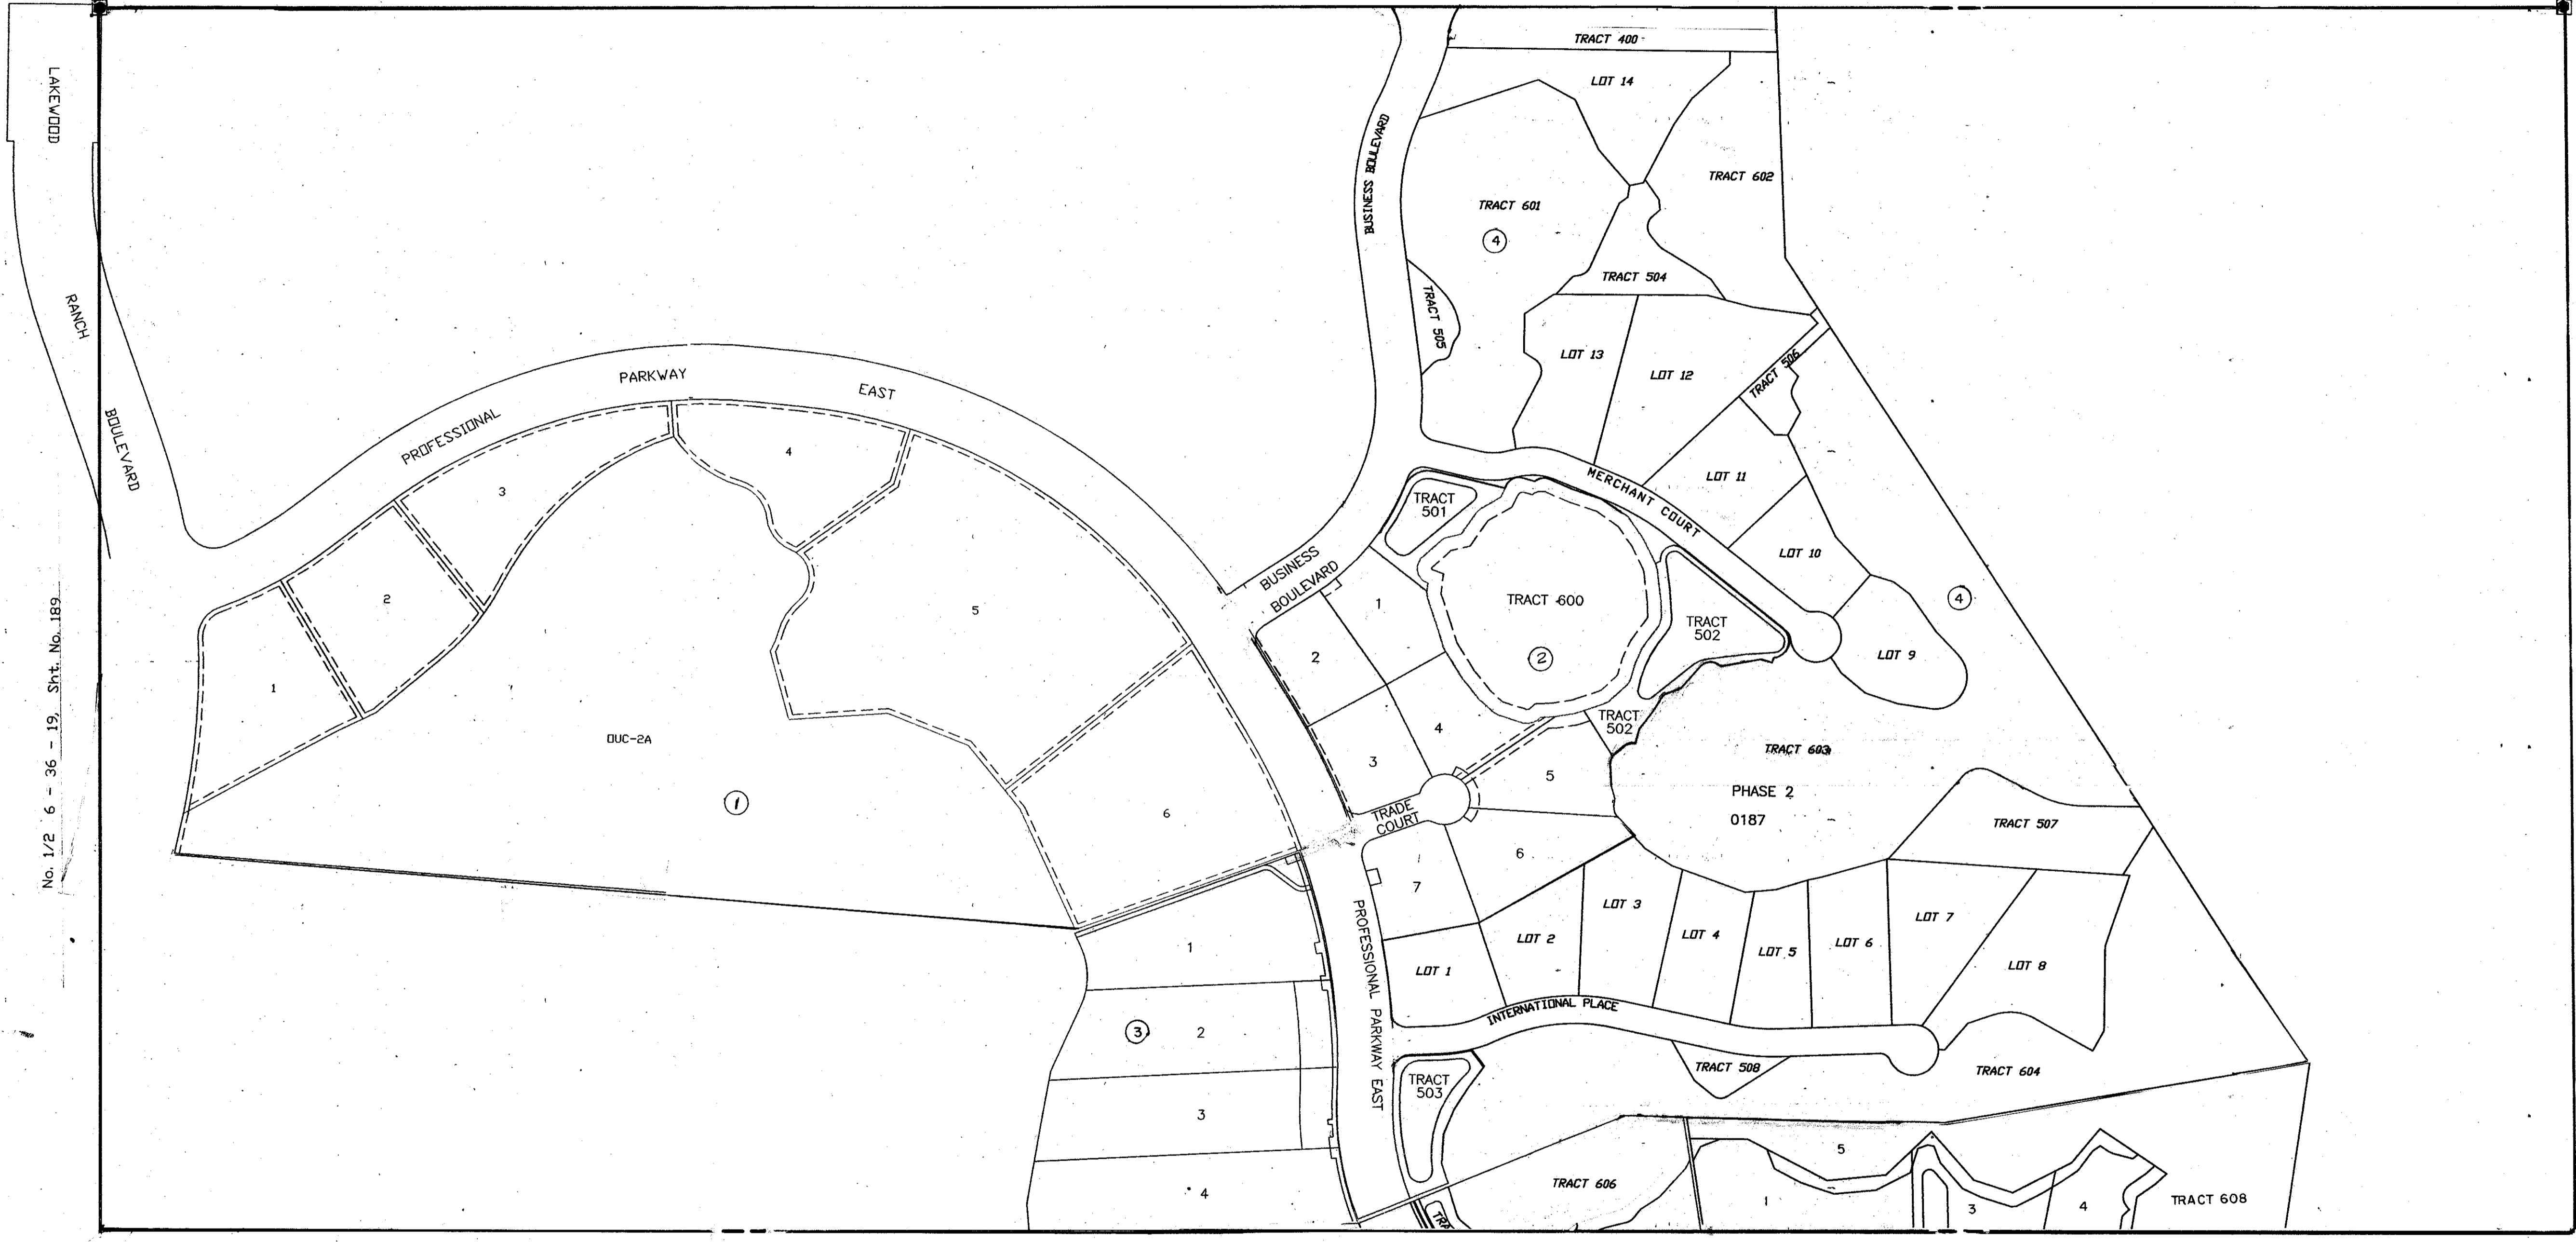 LAKEWOOD
RANCH
BOULEVARD
No. 1/2 6 - 36 - 19, Sht. No. 189
PROFESSIONAL
PARKWAY
EAST
1
2
3
4
5
6
OUC-2A
1
BUSINESS BOULEVARD
TRACT 400
LOT 14
TRACT 602
TRACT 601
4
TRACT 504
TRACT 505
LOT 13
LOT 12
TRACT 506
LOT 11
LOT 10
MERCHANT COURT
TRACT
501
BUSINESS
BOULEVARD
TRACT 600
2
TRACT
502
4
LOT 9
1
2
3
4
TRACT
502
5
TRADE
COURT
6
7
TRACT 603
PHASE 2
0187
TRACT 507
LOT 1
LOT 2
LOT 3
LOT 4
LOT 5
LOT 6
LOT 7
LOT 8
PROFESSIONAL PARKWAY EAST
INTERNATIONAL PLACE
1
3
2
3
4
TRACT
503
TRACT 508
TRACT 604
TRACT 606
5
1
3
4
TRACT 608
TRA